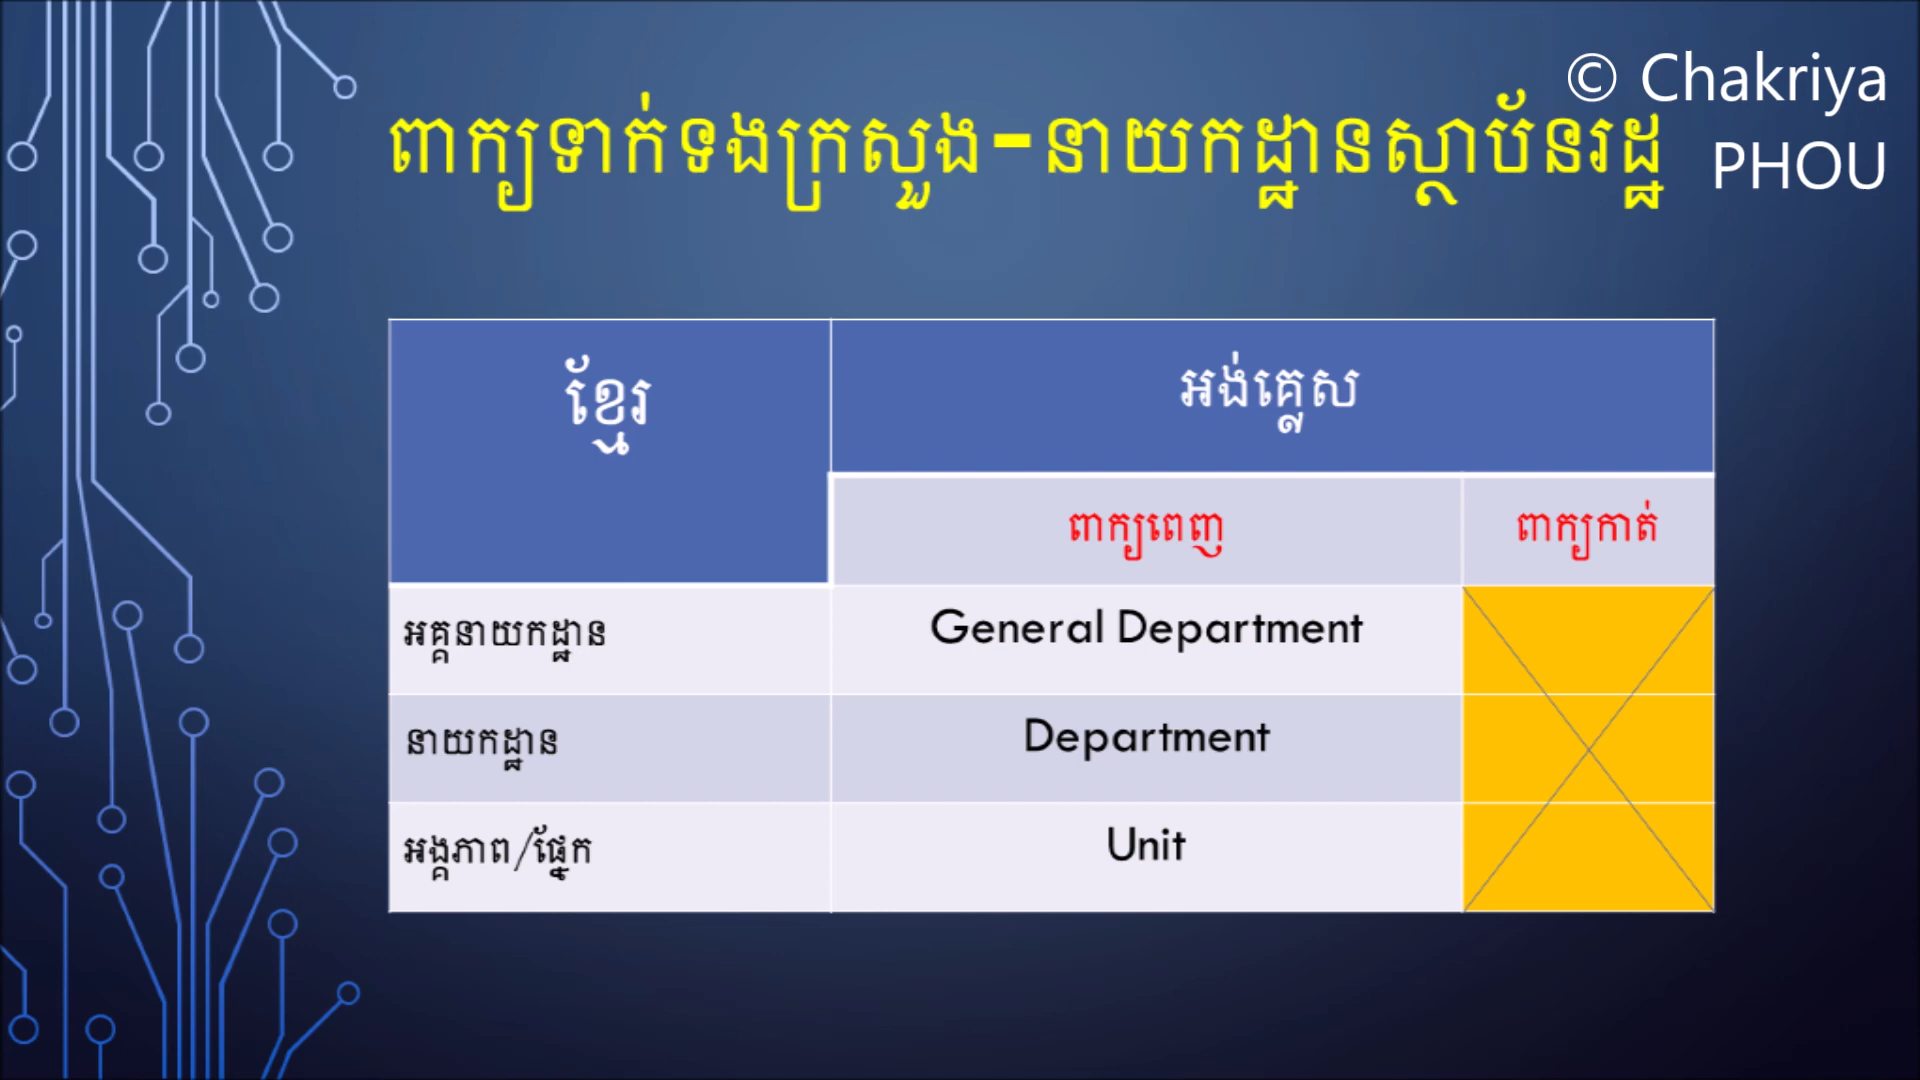 © Chakriya
PHOU
ពាក្យទាក់ទងក្រសួង-នាយកដ្ឋានស្ថាប័នរដ្ឋ
ខ្មែរ
អង់គ្លេស
ពាក្យពេញ
ពាក្យកាត់
អគ្គនាយកដ្ឋាន
General Department
នាយកដ្ឋាន
Department
អង្គភាព/ផ្នែក
Unit